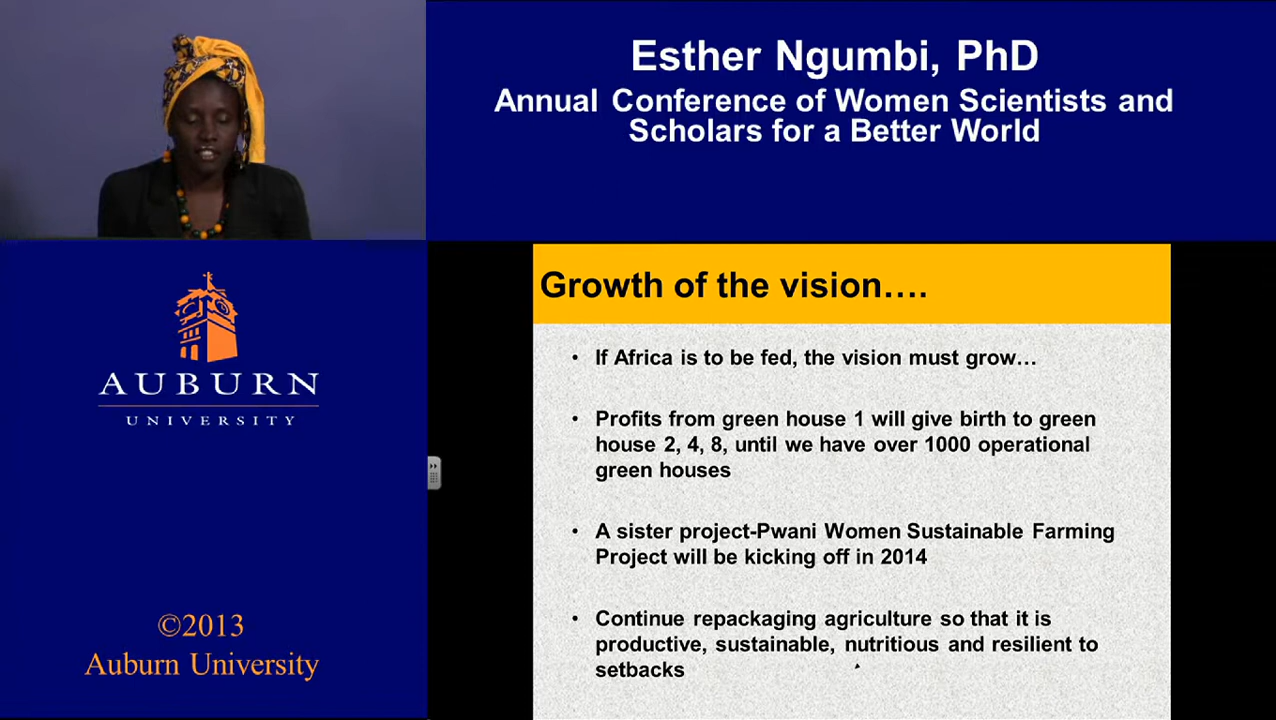 Esther Ngumbi, PhD
Annual Conference of Women Scientists and
Scholars for a Better World
AUBURN
UNIVERSITY
©2013
Auburn University
Growth of the vision….
• If Africa is to be fed, the vision must grow…
• Profits from green house 1 will give birth to green
house 2, 4, 8, until we have over 1000 operational
green houses
• A sister project-Pwani Women Sustainable Farming
Project will be kicking off in 2014
• Continue repackaging agriculture so that it is
productive, sustainable, nutritious and resilient to
setbacks